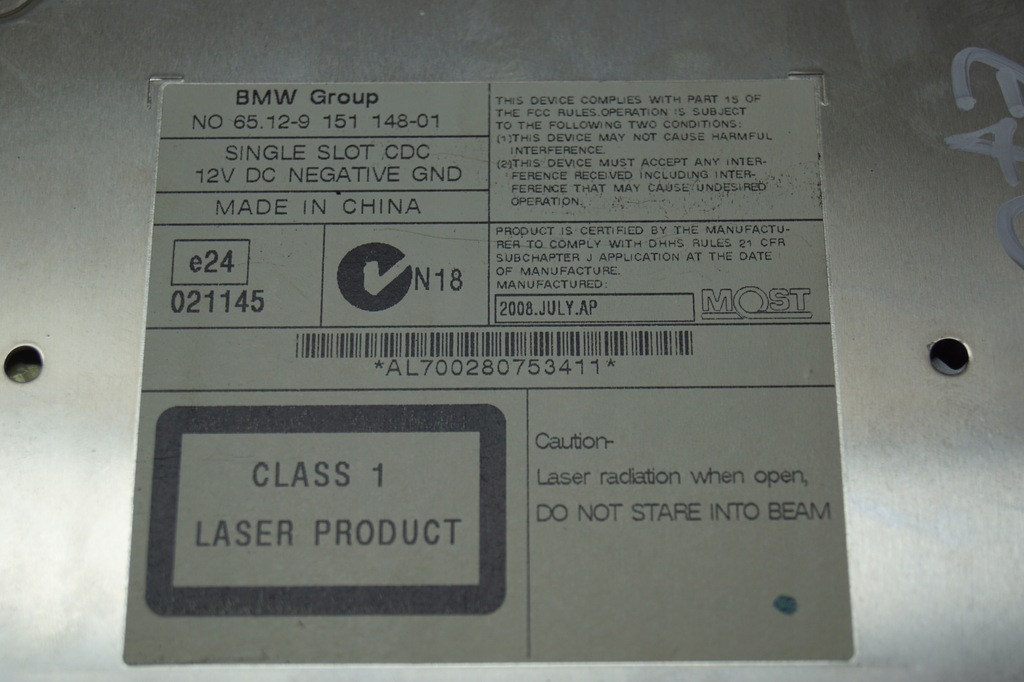 BMW Group
NO 65.12-9 151 148-01
SINGLE SLOT CDC
12V DC NEGATIVE GND
MADE IN CHINA
THIS DEVICE COMPLIES WITH PART 15 OF
THE FCC RULES.OPERATION IS SUBJECT
TO THE FOLLOWING TWO CONDITIONS:
(1)THIS DEVICE MAY NOT CAUSE HARMFUL
INTERFERENCE.
(2)THIS DEVICE MUST ACCEPT ANY INTER-
FERENCE RECEIVED INCLUDING INTER-
FERENCE THAT MAY CAUSE UNDESIRED
OPERATION.
e24
021145
N18
PRODUCT IS CERTIFIED BY THE MANUFACTU-
RER TO COMPLY WITH DHHS RULES 21 CFR
SUBCHAPTER J APPLICATION AT THE DATE
OF MANUFACTURE.
MANUFACTURED:
2008.JULY.AP
MOST
*AL700280753411*
CLASS 1
LASER PRODUCT
Caution-
Laser radiation when open,
DO NOT STARE INTO BEAM